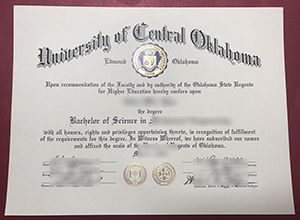 University of Central Oklahoma
Edmond Oklahoma
Upon recommendation of the Faculty and by authority of the Oklahoma State Regents
for Higher Education hereby confers upon
the degree
Bachelor of Science in
with all honors, rights and privileges appertaining thereto, in recognition of fulfillment
of the requirements for this degree. In Witness Whereof, we have subscribed our names
and affixed the seals of the Regents of Oklahoma.